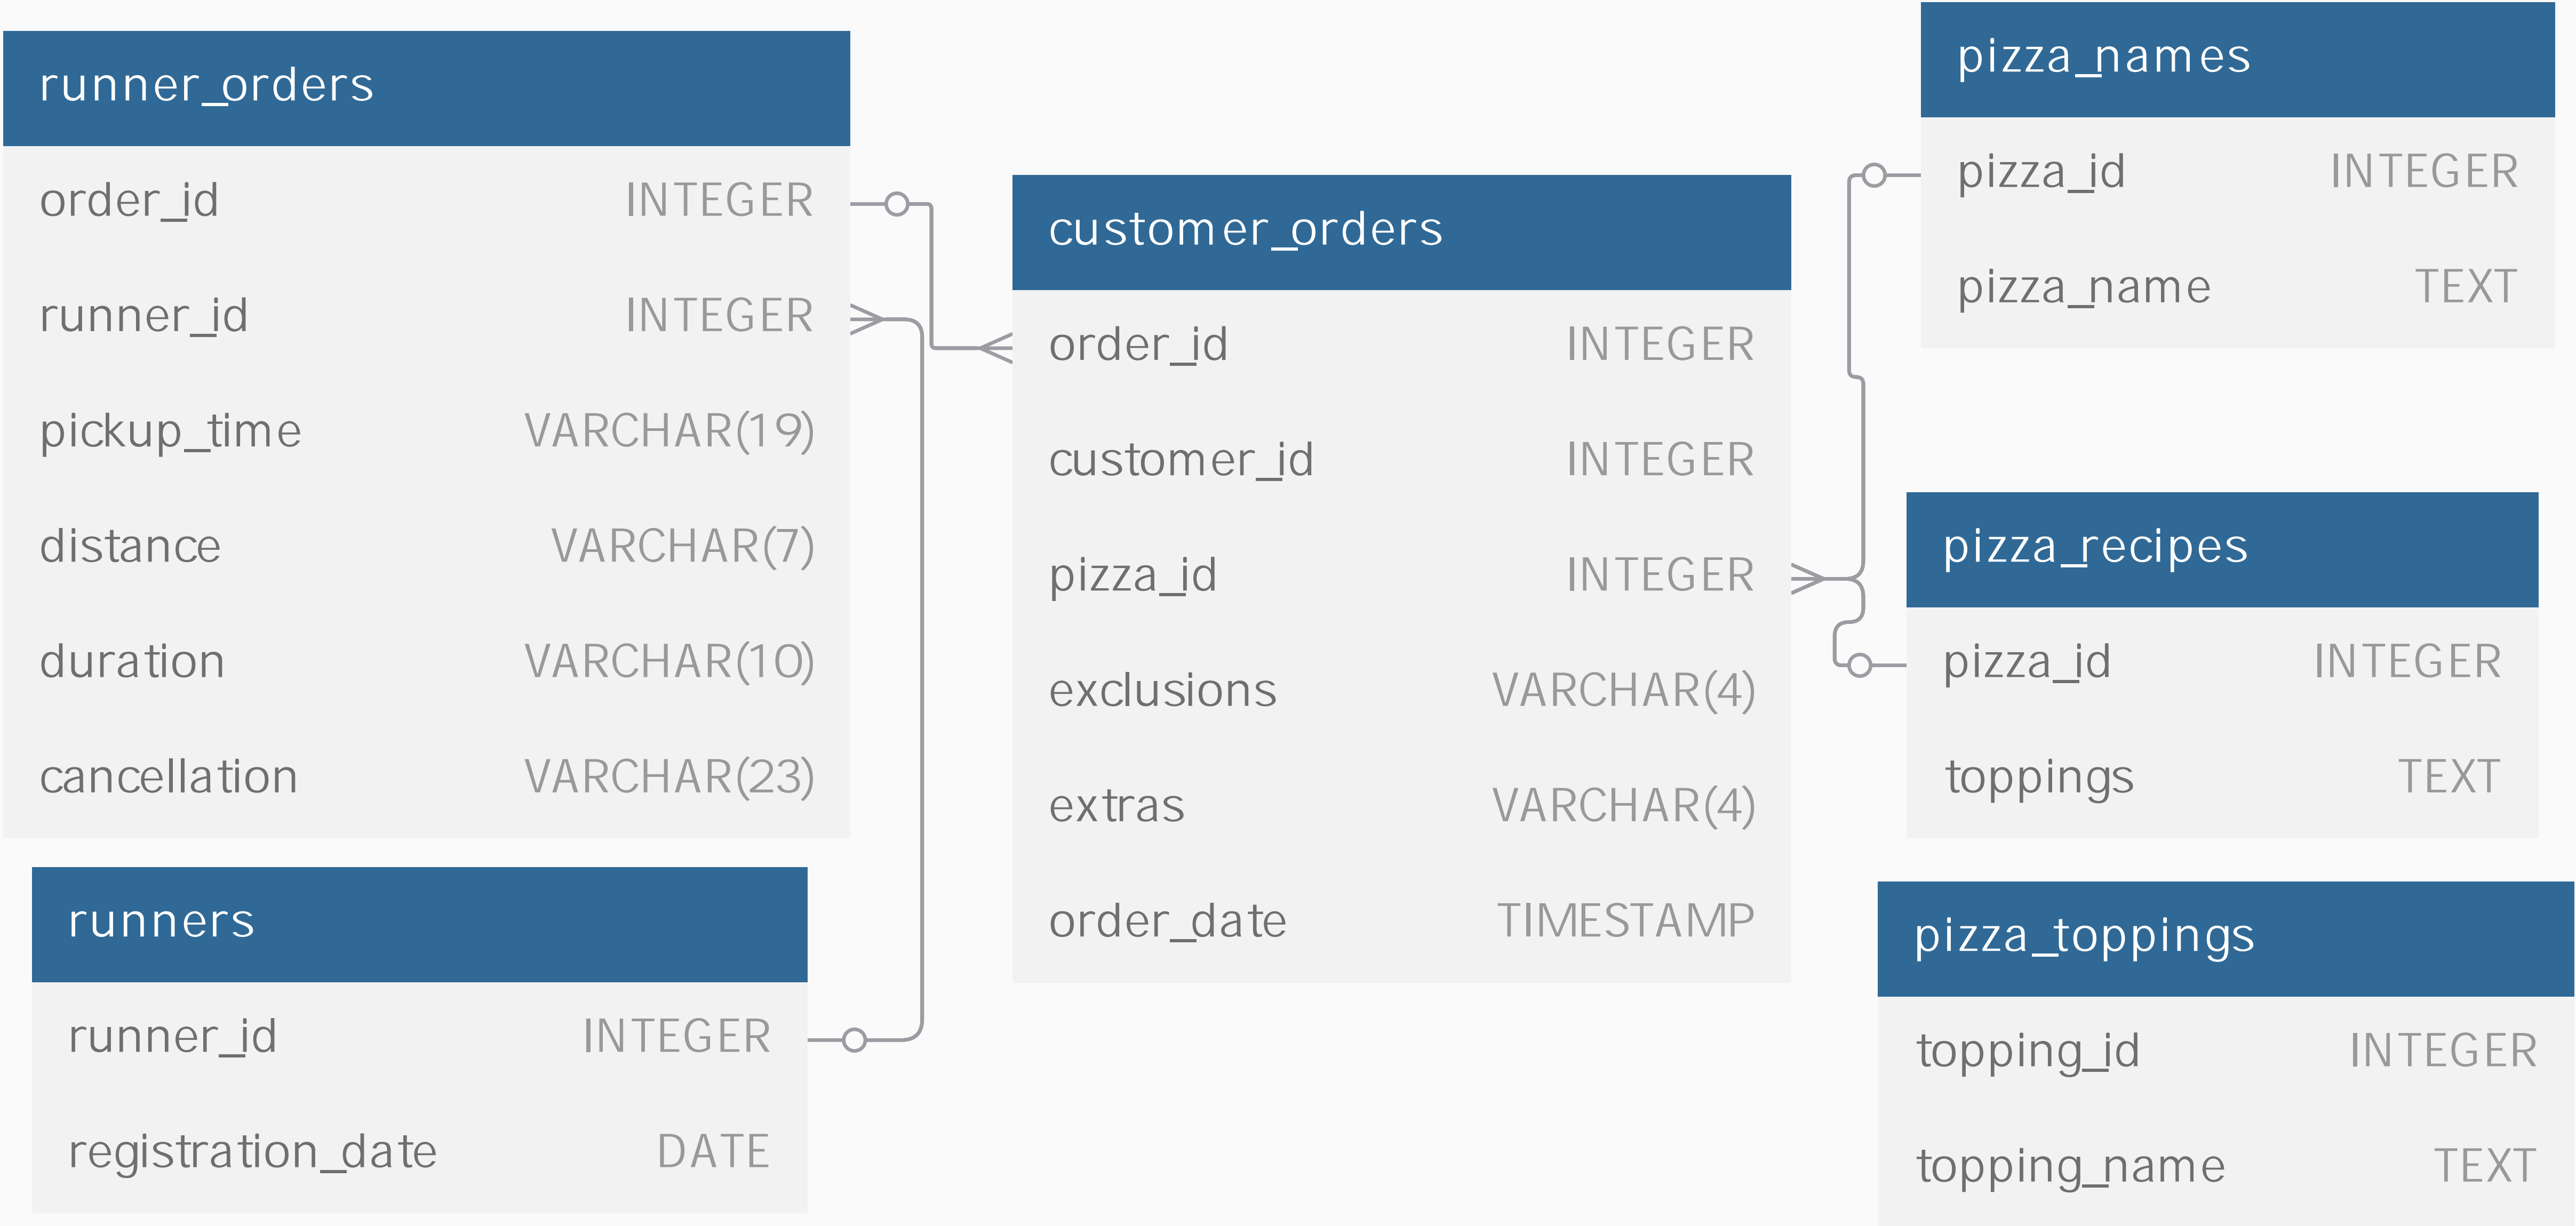 runner_orders
order_id INTEGER
runner_id INTEGER
pickup_time VARCHAR(19)
distance VARCHAR(7)
duration VARCHAR(10)
cancellation VARCHAR(23)
runners
runner_id INTEGER
registration_date DATE
customer_orders
order_id INTEGER
customer_id INTEGER
pizza_id INTEGER
exclusions VARCHAR(4)
extras VARCHAR(4)
order_date TIMESTAMP
pizza_names
pizza_id INTEGER
pizza_name TEXT
pizza_recipes
pizza_id INTEGER
toppings TEXT
pizza_toppings
topping_id INTEGER
topping_name TEXT